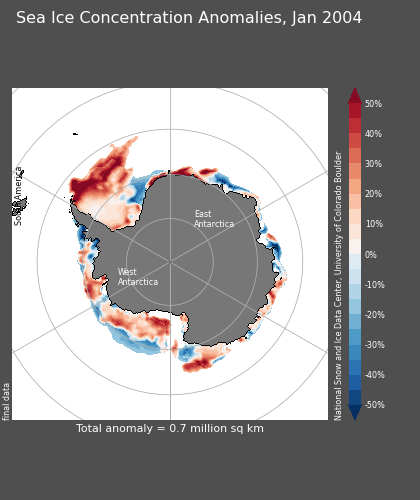 Sea Ice Concentration Anomalies, Jan 2004
South America
East
Antarctica
West
Antarctica
50%
40%
30%
20%
10%
0%
-10%
-20%
-30%
-40%
-50%
National Snow and Ice Data Center, University of Colorado Boulder
final data
Total anomaly = 0.7 million sq km